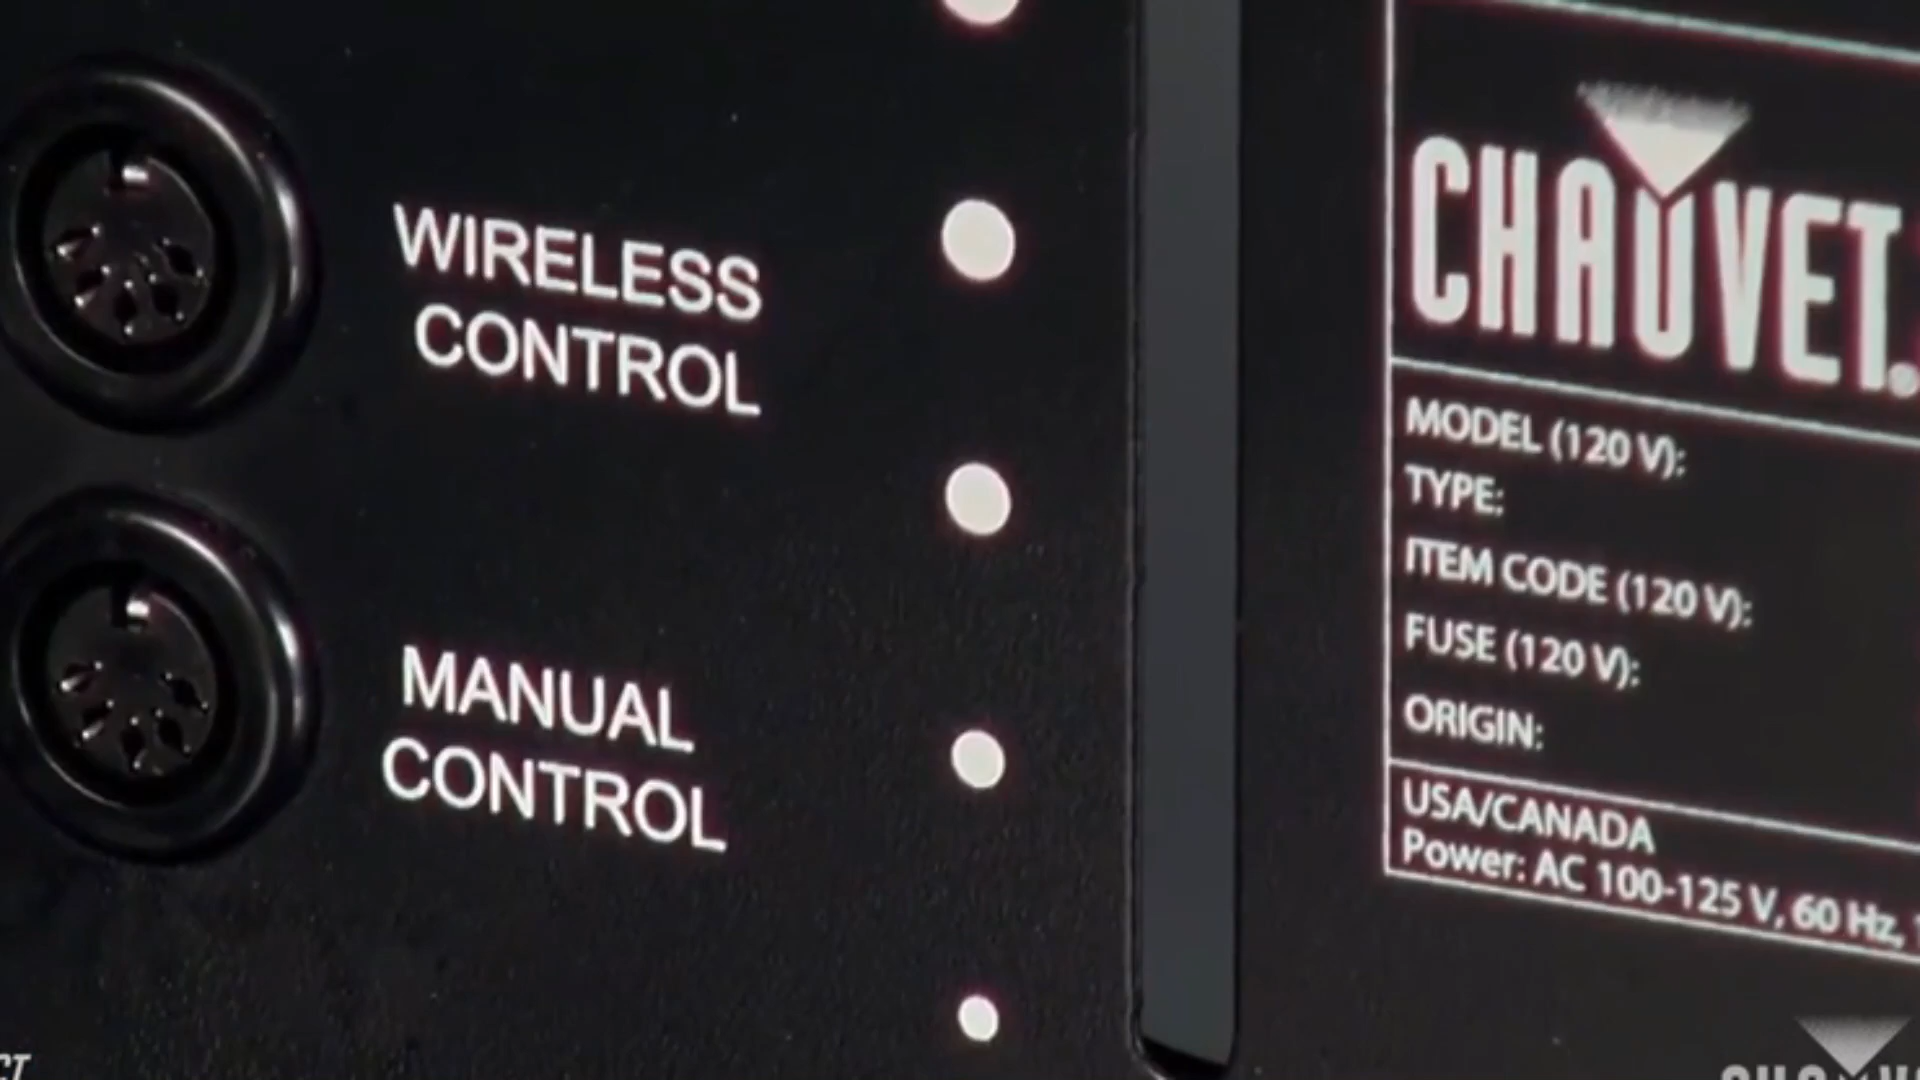 WIRELESS
CONTROL
MANUAL
CONTROL
CHAUVET.
MODEL (120 V):
TYPE:
ITEM CODE (120 V):
FUSE (120 V):
ORIGIN:
USA/CANADA
Power: AC 100-125 V, 60 Hz,